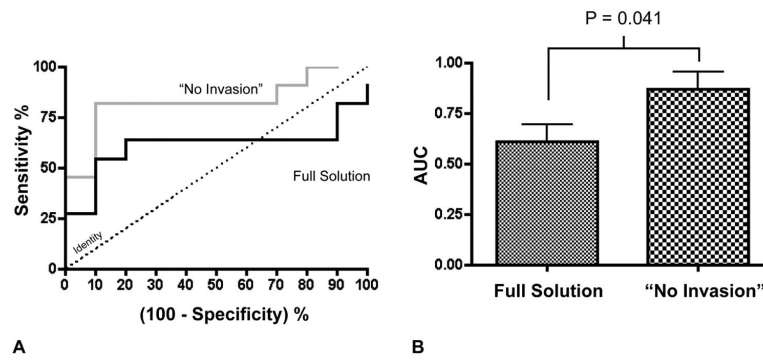 P = 0.041
100
75
50
25
0
Sensitivity %
"No Invasion"
Full Solution
Identity
0 10 20 30 40 50 60 70 80 90 100
(100 - Specificity) %
A
1.00
0.75
0.50
0.25
0.00
AUC
Full Solution "No Invasion"
B